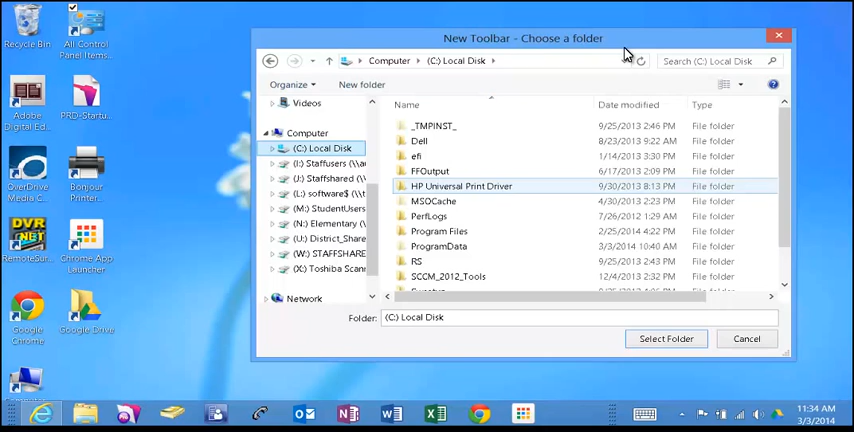 New Toolbar - Choose a folder
Computer
(C:) Local Disk
Search (C:) Local Disk
Organize
New folder
Videos
Computer
(C:) Local Disk
(I:) Staffusers (\\au
(J:) Staffshared (\\
(L:) software$ (\\d
(M:) StudentUsers
(N:) Elementary (
(U:) District_Share
(W:) STAFFSHARE
(X:) Toshiba Scan
Network
Name
Date modified
Type
_TMPINST_ 9/25/2013 2:46 PM File folder
Dell 8/23/2013 9:22 AM File folder
efi 1/14/2013 3:30 PM File folder
FFOutput 6/17/2013 2:09 PM File folder
HP Universal Print Driver 9/30/2013 8:13 PM File folder
MSOCache 4/30/2013 2:23 PM File folder
PerfLogs 7/26/2012 1:29 AM File folder
Program Files 2/25/2014 4:22 PM File folder
ProgramData 3/3/2014 10:40 AM File folder
RS 9/25/2013 2:43 PM File folder
SCCM_2012_Tools 12/4/2013 2:32 PM File folder
Folder:
(C:) Local Disk
Select Folder
Cancel
Recycle Bin
All Control
Panel Items...
Adobe
Digital Ed...
PRD-Startu...
OverDrive
Media C...
Bonjour
Printer...
DVR
NET
RemoteSur...
Chrome App
Launcher
Google
Chrome
Google Drive
Computer
11:34 AM
3/3/2014